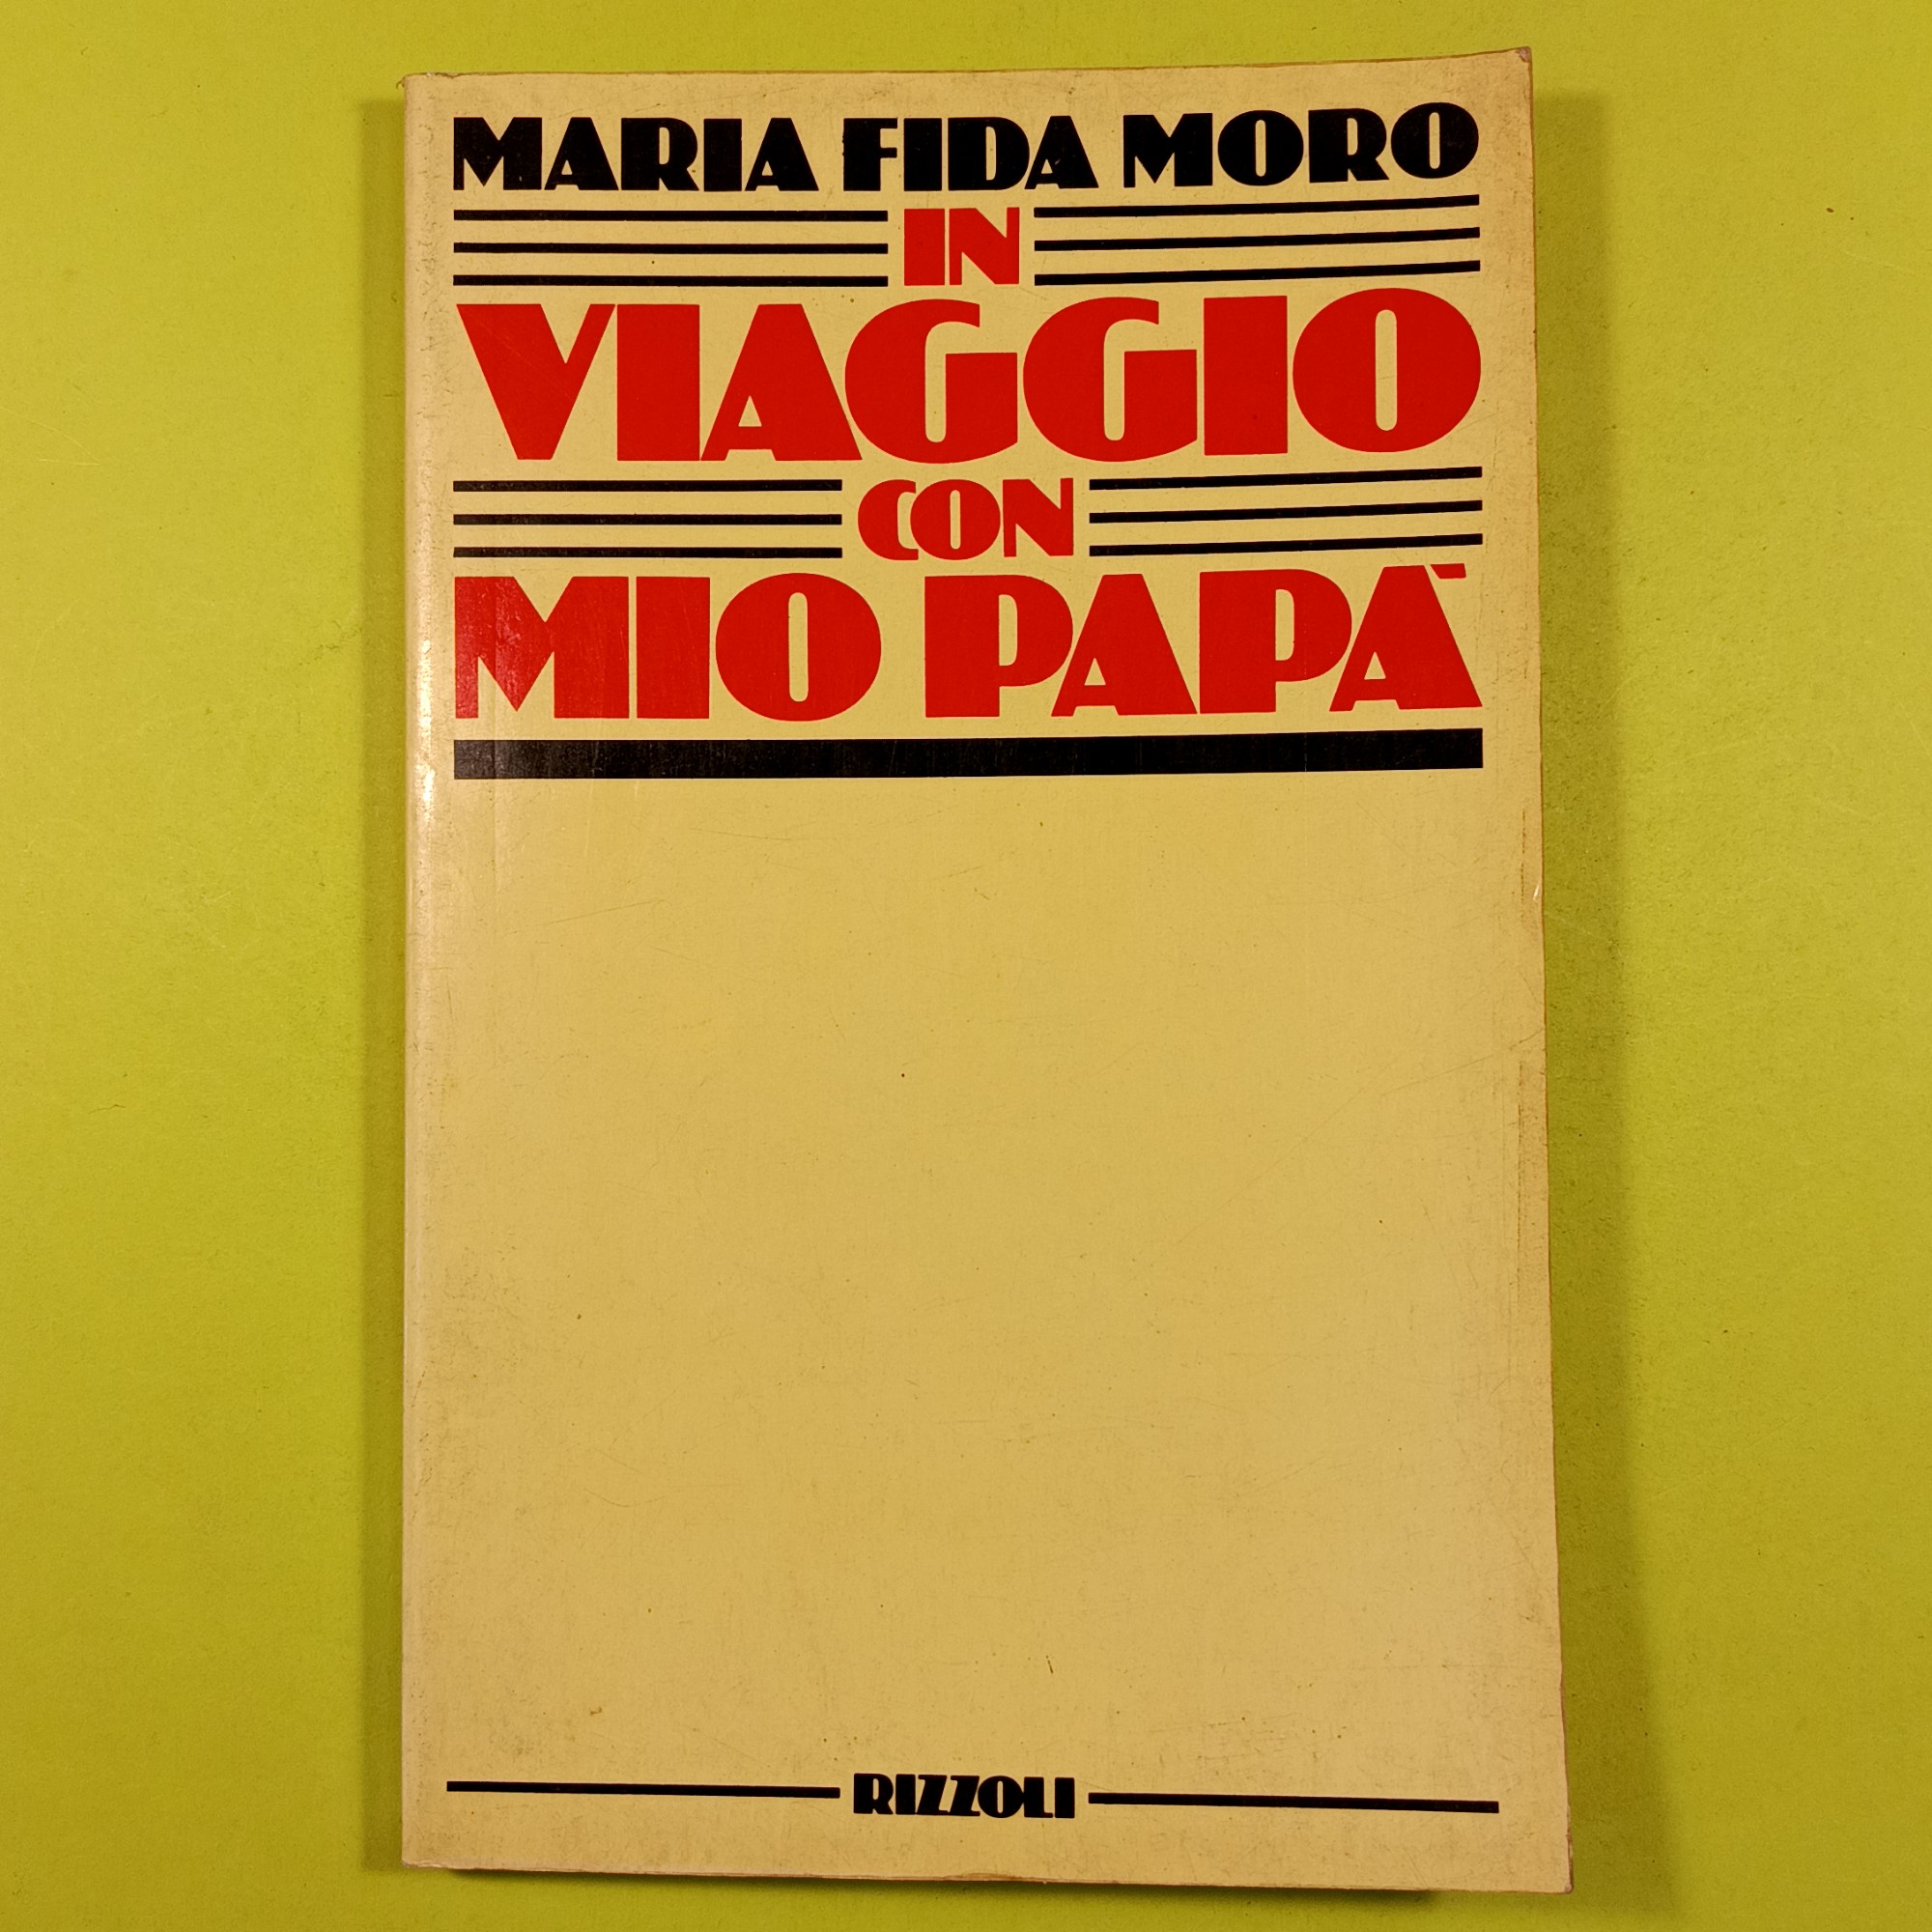 MARIA FIDA MORO
IN
VIAGGIO
CON
MIO PAPÀ
RIZZOLI